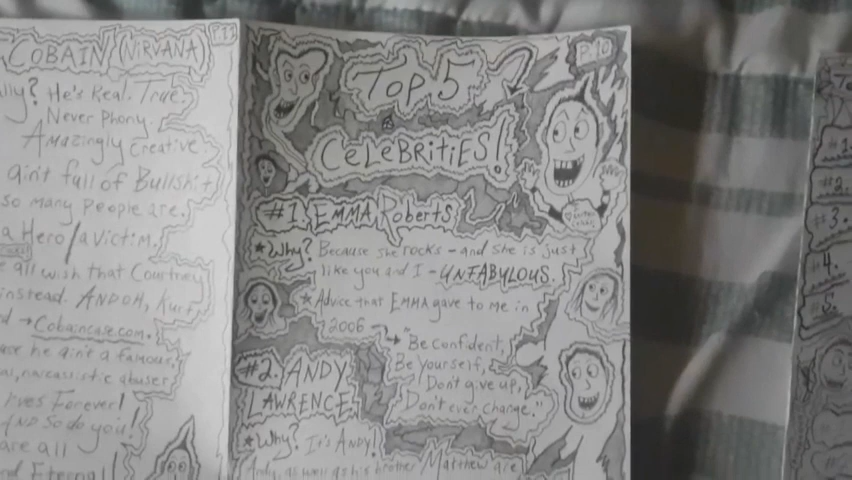 COBAIN (NIRVANA)
P.11
He's Real. True.
Never Phony.
Amazingly Creative
ain't full of Bullshit
so many people are.
a Hero/a Victim.
all wish that Courtney
instead. AND OH, Kurt
→ Cobaincase.com.
he ain't a famous,
narcissistic abuser
Lives Forever!
AND So do you!
are all
Eternal!
P.10
Top 5
CeLeBRiTiES!
#1. EMMA Roberts
★ Why? Because she rocks - and she is just
like you and I - UNFABULOUS.
★ Advice that EMMA gave to me in
2006 → "Be confident,
Be yourself,
Don't give up,
Don't ever change."
#2. ANDY
LAWRENCE
★ Why? It's ANDY!
Andy, as well as his brother Matthew are
#1.
#2.
#3.
4.
5.